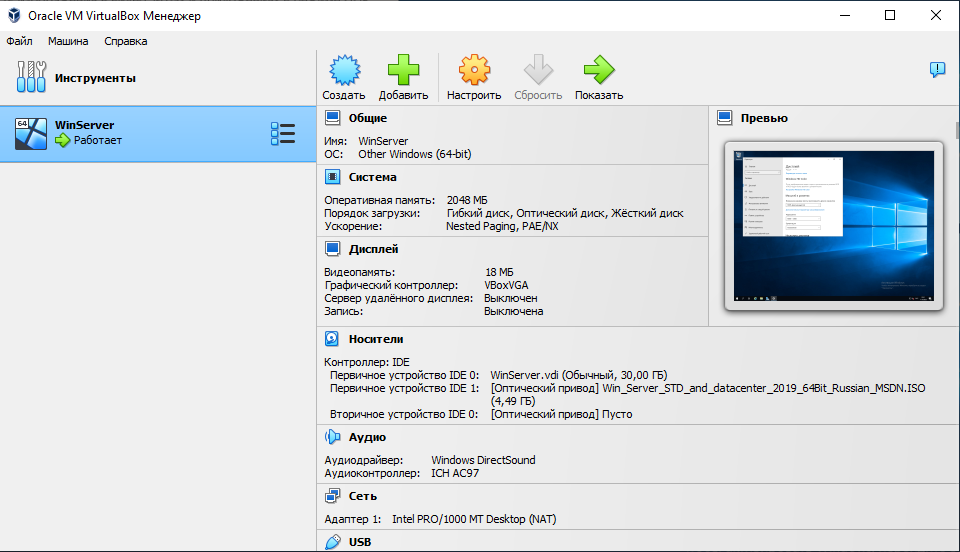 Oracle VM VirtualBox Менеджер
Файл Машина Справка
Инструменты
Создать Добавить Настроить Сбросить Показать
64
WinServer
Работает
Общие
Имя: WinServer
ОС: Other Windows (64-bit)
Система
Оперативная память: 2048 МБ
Порядок загрузки: Гибкий диск, Оптический диск, Жёсткий диск
Ускорение: Nested Paging, PAE/NX
Дисплей
Видеопамять: 18 МБ
Графический контроллер: VBoxVGA
Сервер удалённого дисплея: Выключен
Запись: Выключена
Превью
Носители
Контроллер: IDE
Первичное устройство IDE 0: WinServer.vdi (Обычный, 30,00 ГБ)
Первичное устройство IDE 1: [Оптический привод] Win_Server_STD_and_datacenter_2019_64Bit_Russian_MSDN.ISO
(4,49 ГБ)
Вторичное устройство IDE 0: [Оптический привод] Пусто
Аудио
Аудиодрайвер: Windows DirectSound
Аудиоконтроллер: ICH AC97
Сеть
Адаптер 1: Intel PRO/1000 MT Desktop (NAT)
USB